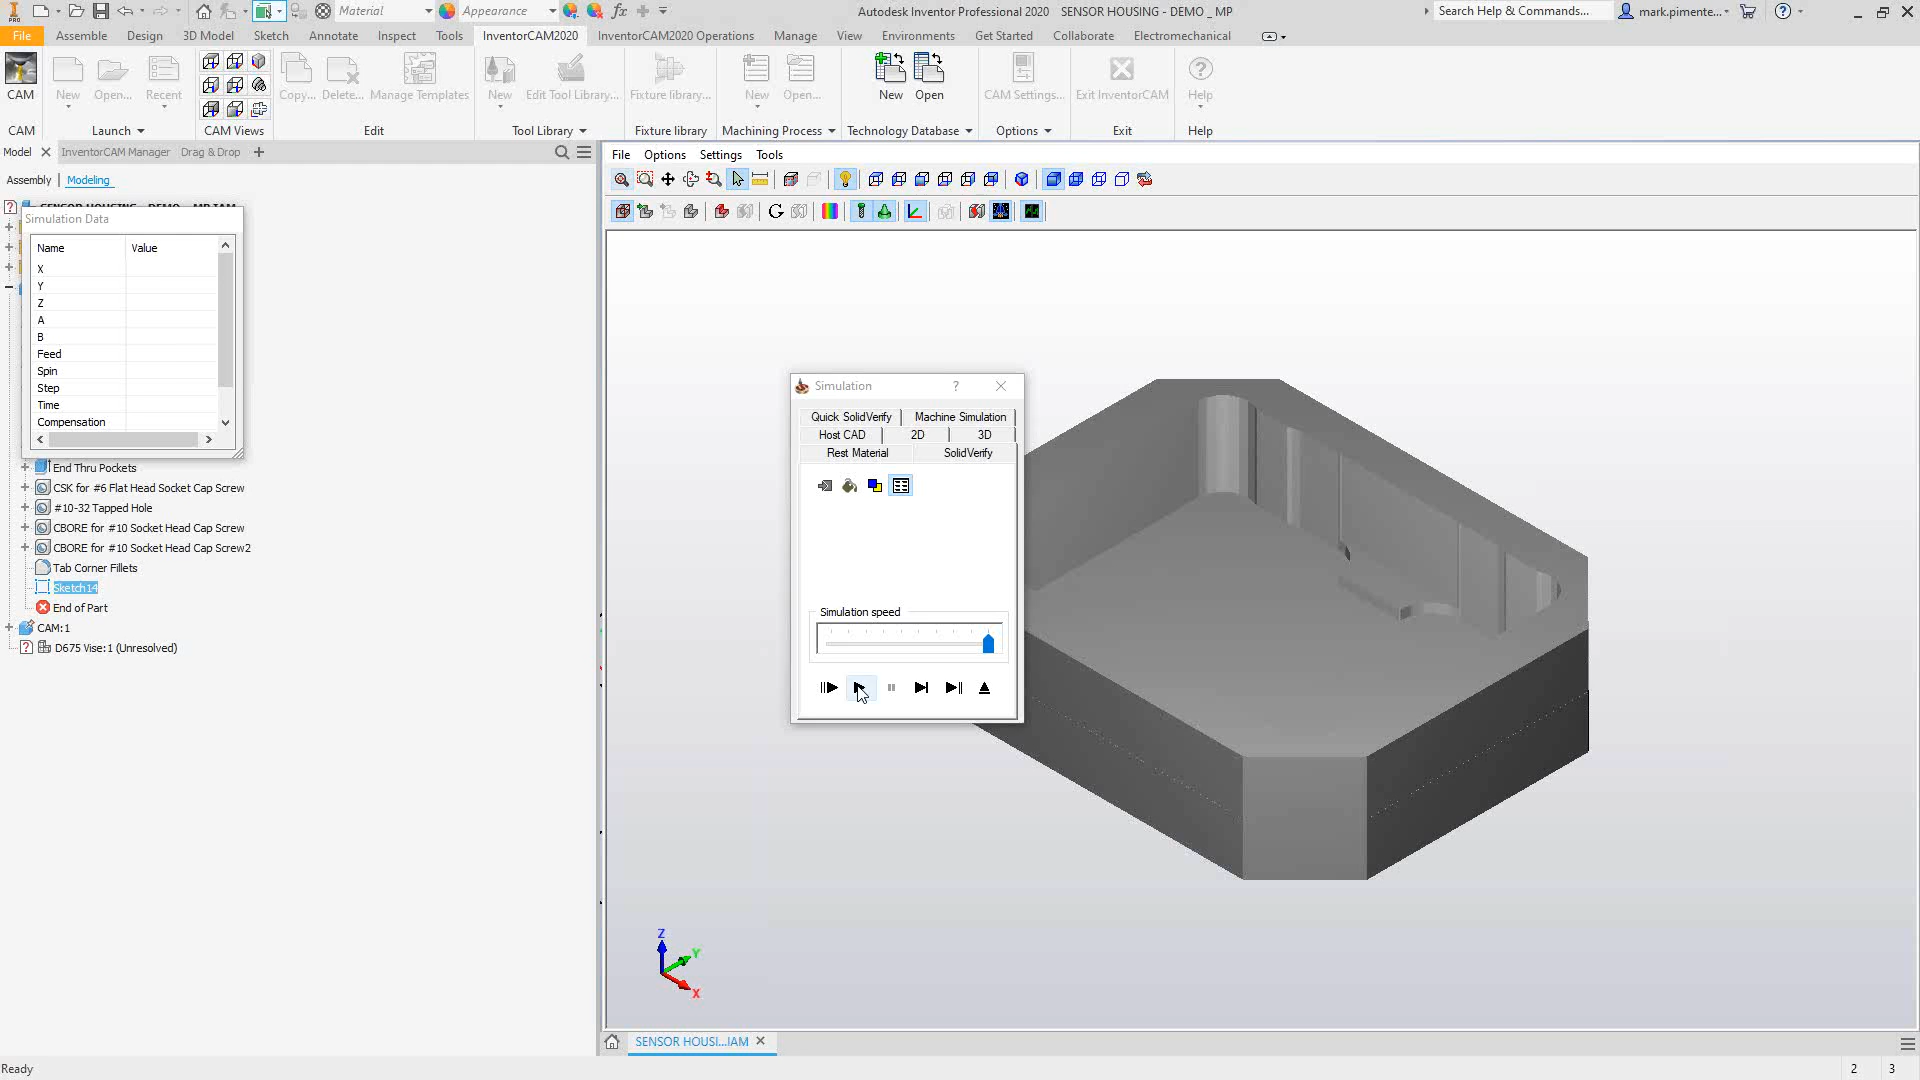 Material
Appearance
Autodesk Inventor Professional 2020 SENSOR HOUSING - DEMO _ MP
Search Help & Commands...
mark.pimente...
PRO
File Assemble Design 3D Model Sketch Annotate Inspect Tools InventorCAM2020 InventorCAM2020 Operations Manage View Environments Get Started Collaborate Electromechanical
CAM New Open... Recent Copy... Delete... Manage Templates New Edit Tool Library... Fixture library... New Open... New Open CAM Settings... Exit InventorCAM Help
CAM Launch CAM Views Edit Tool Library Fixture library Machining Process Technology Database Options Exit Help
Model InventorCAM Manager Drag & Drop
Assembly Modeling
Simulation Data
Name Value
X
Y
Z
A
B
Feed
Spin
Step
Time
Compensation
End Thru Pockets
CSK for #6 Flat Head Socket Cap Screw
#10-32 Tapped Hole
CBORE for #10 Socket Head Cap Screw
CBORE for #10 Socket Head Cap Screw2
Tab Corner Fillets
Sketch14
End of Part
CAM:1
D675 Vise:1 (Unresolved)
File Options Settings Tools
Simulation
Quick SolidVerify Machine Simulation
Host CAD 2D 3D
Rest Material SolidVerify
Simulation speed
Z
Y
X
SENSOR HOUSI...IAM
Ready
2 3